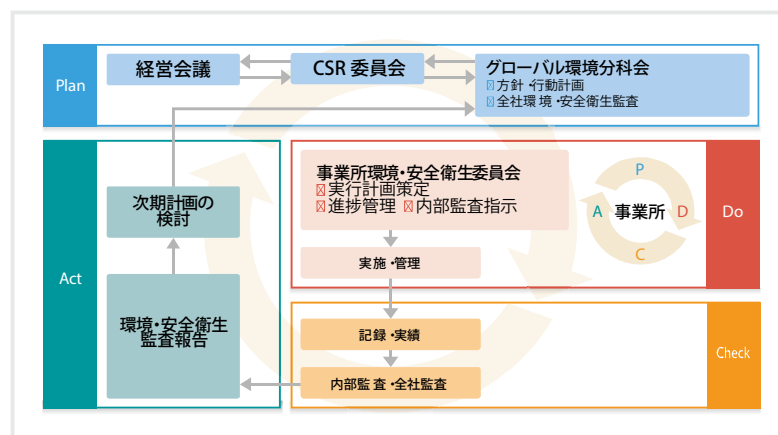 Plan
経営会議
CSR 委員会
グローバル環境分科会
方針・行動計画
全社環境・安全衛生監査
Act
次期計画の
検討
環境・安全衛生
監査報告
事業所環境・安全衛生委員会
実行計画策定
進捗管理 内部監査指示
実施・管理
P
A 事業所 D
C
Do
記録・実績
内部監査・全社監査
Check